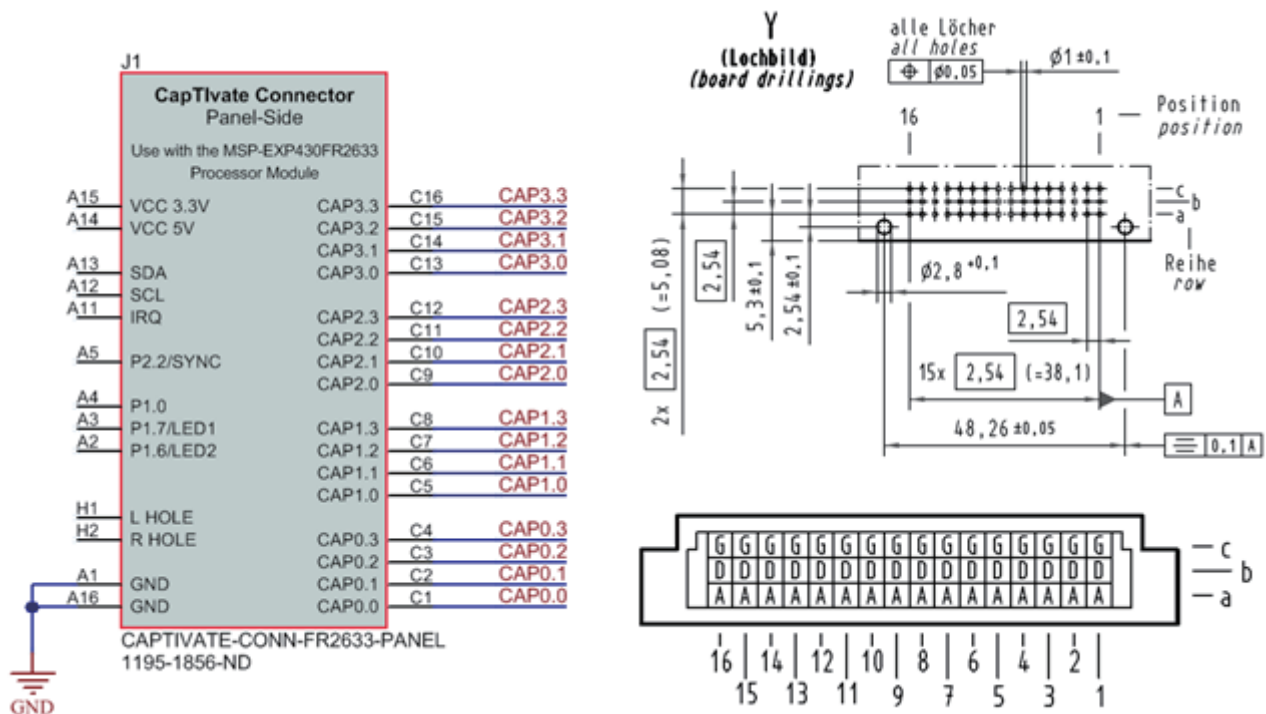 J1
CapTIvate Connector
Panel-Side
Use with the MSP-EXP430FR2633
Processor Module
A15 VCC 3.3V
A14 VCC 5V
A13 SDA
A12 SCL
A11 IRQ
A5 P2.2/SYNC
A4 P1.0
A3 P1.7/LED1
A2 P1.6/LED2
H1 L HOLE
H2 R HOLE
A1 GND
A16 GND
CAP3.3 C16 CAP3.3
CAP3.2 C15 CAP3.2
CAP3.1 C14 CAP3.1
CAP3.0 C13 CAP3.0
CAP2.3 C12 CAP2.3
CAP2.2 C11 CAP2.2
CAP2.1 C10 CAP2.1
CAP2.0 C9 CAP2.0
CAP1.3 C8 CAP1.3
CAP1.2 C7 CAP1.2
CAP1.1 C6 CAP1.1
CAP1.0 C5 CAP1.0
CAP0.3 C4 CAP0.3
CAP0.2 C3 CAP0.2
CAP0.1 C2 CAP0.1
CAP0.0 C1 CAP0.0
CAPTIVATE-CONN-FR2633-PANEL
1195-1856-ND
GND
Y
(Lochbild)
(board drillings)
alle Löcher
all holes
⌖ ø0.05
ø1 ±0.1
16 1
Position
position
c
b
a
Reihe
row
2x 2,54 (=5,08)
2,54
5,3 ±0.1
2,54 ±0.1
ø2,8 +0.1
2,54
15x 2,54 (=38,1)
A
48,26 ±0.05
⌯ 0.1 A
G G G G G G G G G G G G G G G G c
D D D D D D D D D D D D D D D D b
A A A A A A A A A A A A A A A A a
16 14 12 10 8 6 4 2
15 13 11 9 7 5 3 1